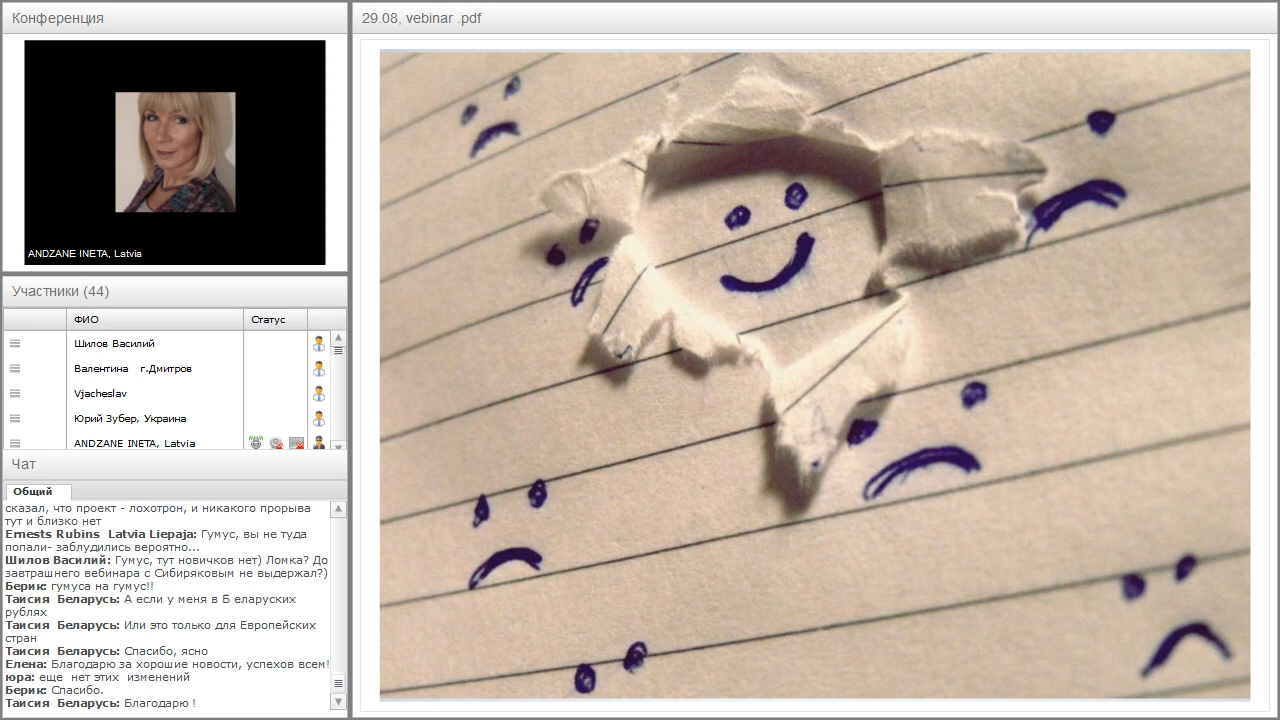 Конференция
ANDZANE INETA, Latvia
Участники (44)
ФИО Статус
Шилов Василий
Валентина г.Дмитров
Vjacheslav
Юрий Зубер, Украина
ANDZANE INETA, Latvia
Чат
Общий
сказал, что проект - лохотрон, и никакого прорыва
тут и близко нет
Ernests Rubins Latvia Liepaja: Гумус, вы не туда
попали- заблудились вероятно...
Шилов Василий: Гумус, тут новичков нет) Ломка? До
завтрашнего вебинара с Сибиряковым не выдержал?)
Берик: гумуса на гумус!!
Таисия Беларусь: А если у меня в Б еларуских
рублях
Таисия Беларусь: Или это только для Европейских
стран
Таисия Беларусь: Спасибо, ясно
Елена: Благодарю за хорошие новости, успехов всем!
юра: еще нет этих изменений
Берик: Спасибо.
Таисия Беларусь: Благодарю !
29.08, vebinar .pdf